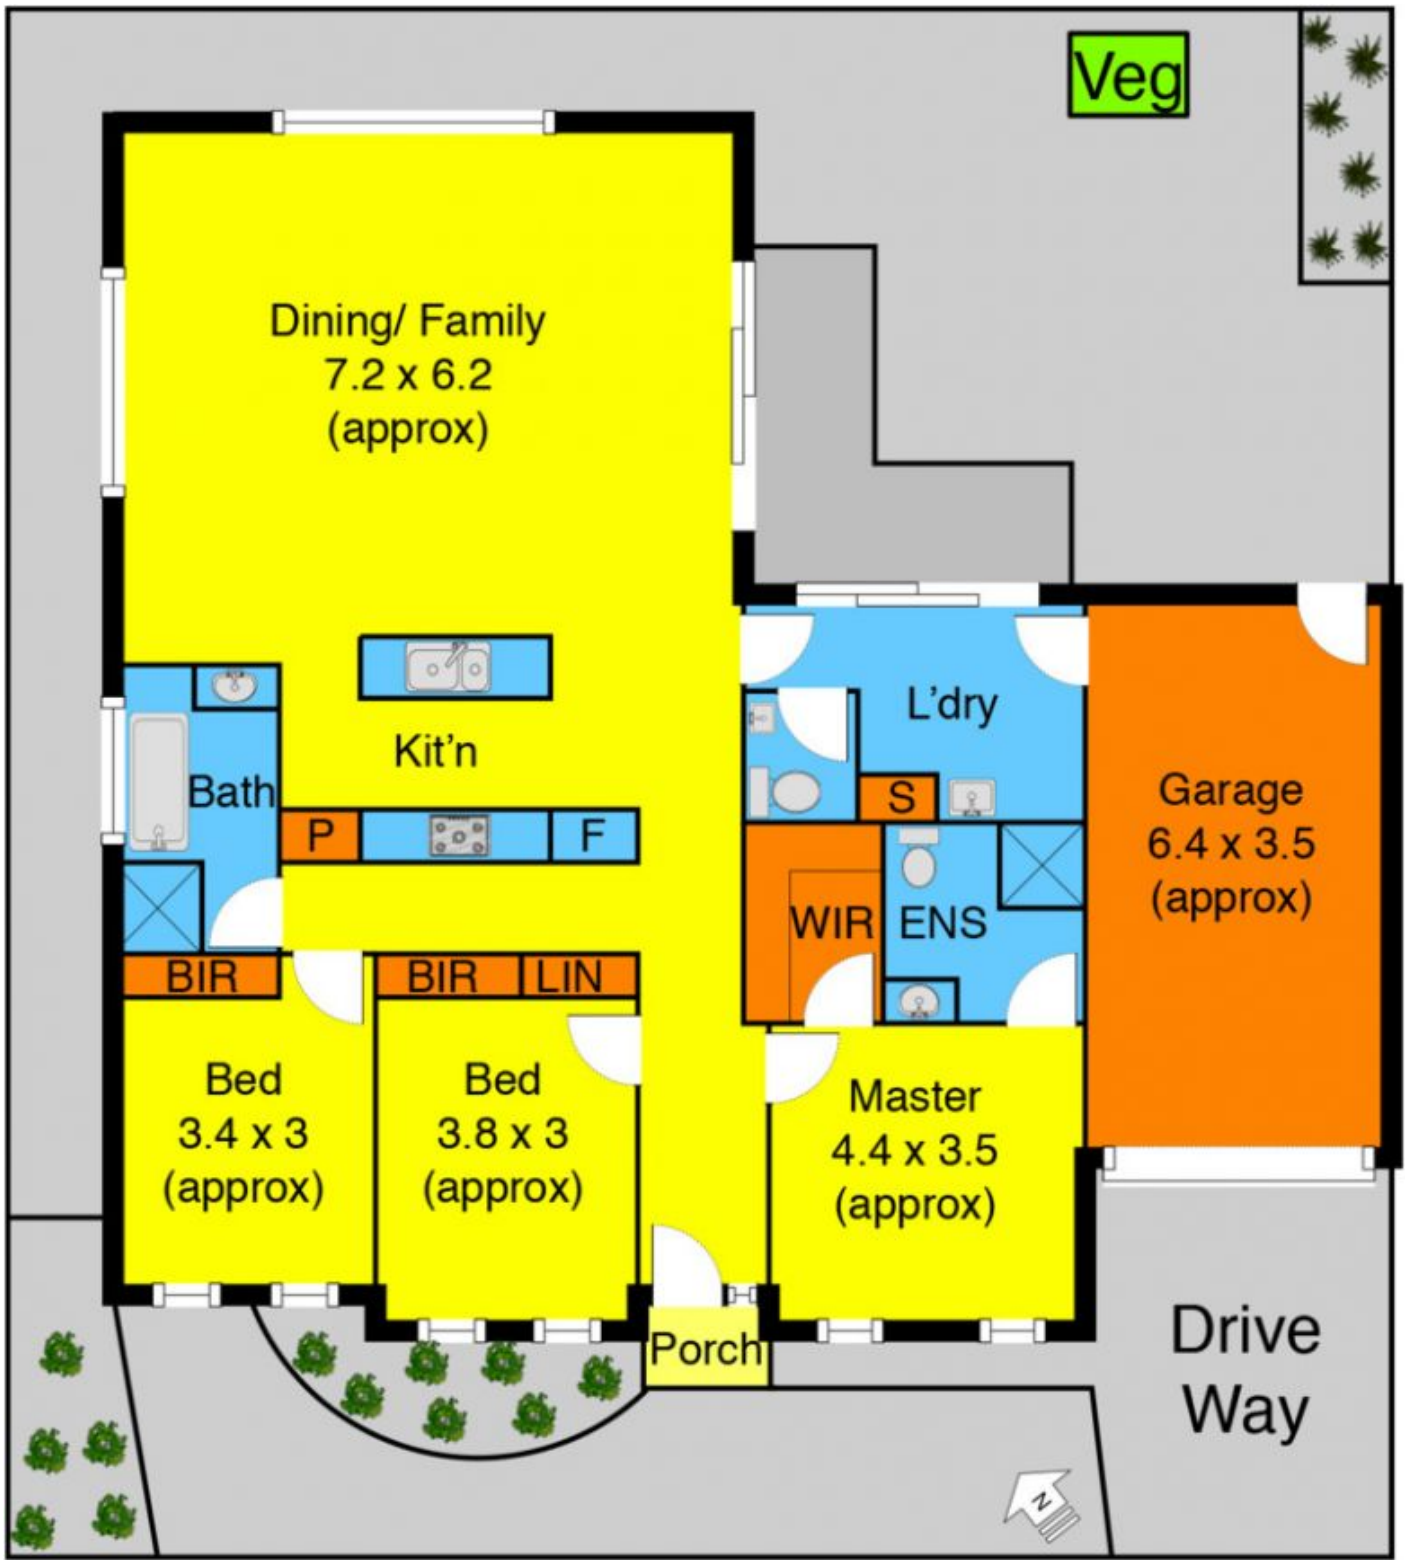 Veg
Dining/ Family
7.2 x 6.2
(approx)
Kit'n
L'dry
Bath
P
F
S
Garage
6.4 x 3.5
(approx)
WIR
ENS
BIR
BIR
LIN
Bed
3.4 x 3
(approx)
Bed
3.8 x 3
(approx)
Master
4.4 x 3.5
(approx)
Porch
Drive
Way
N